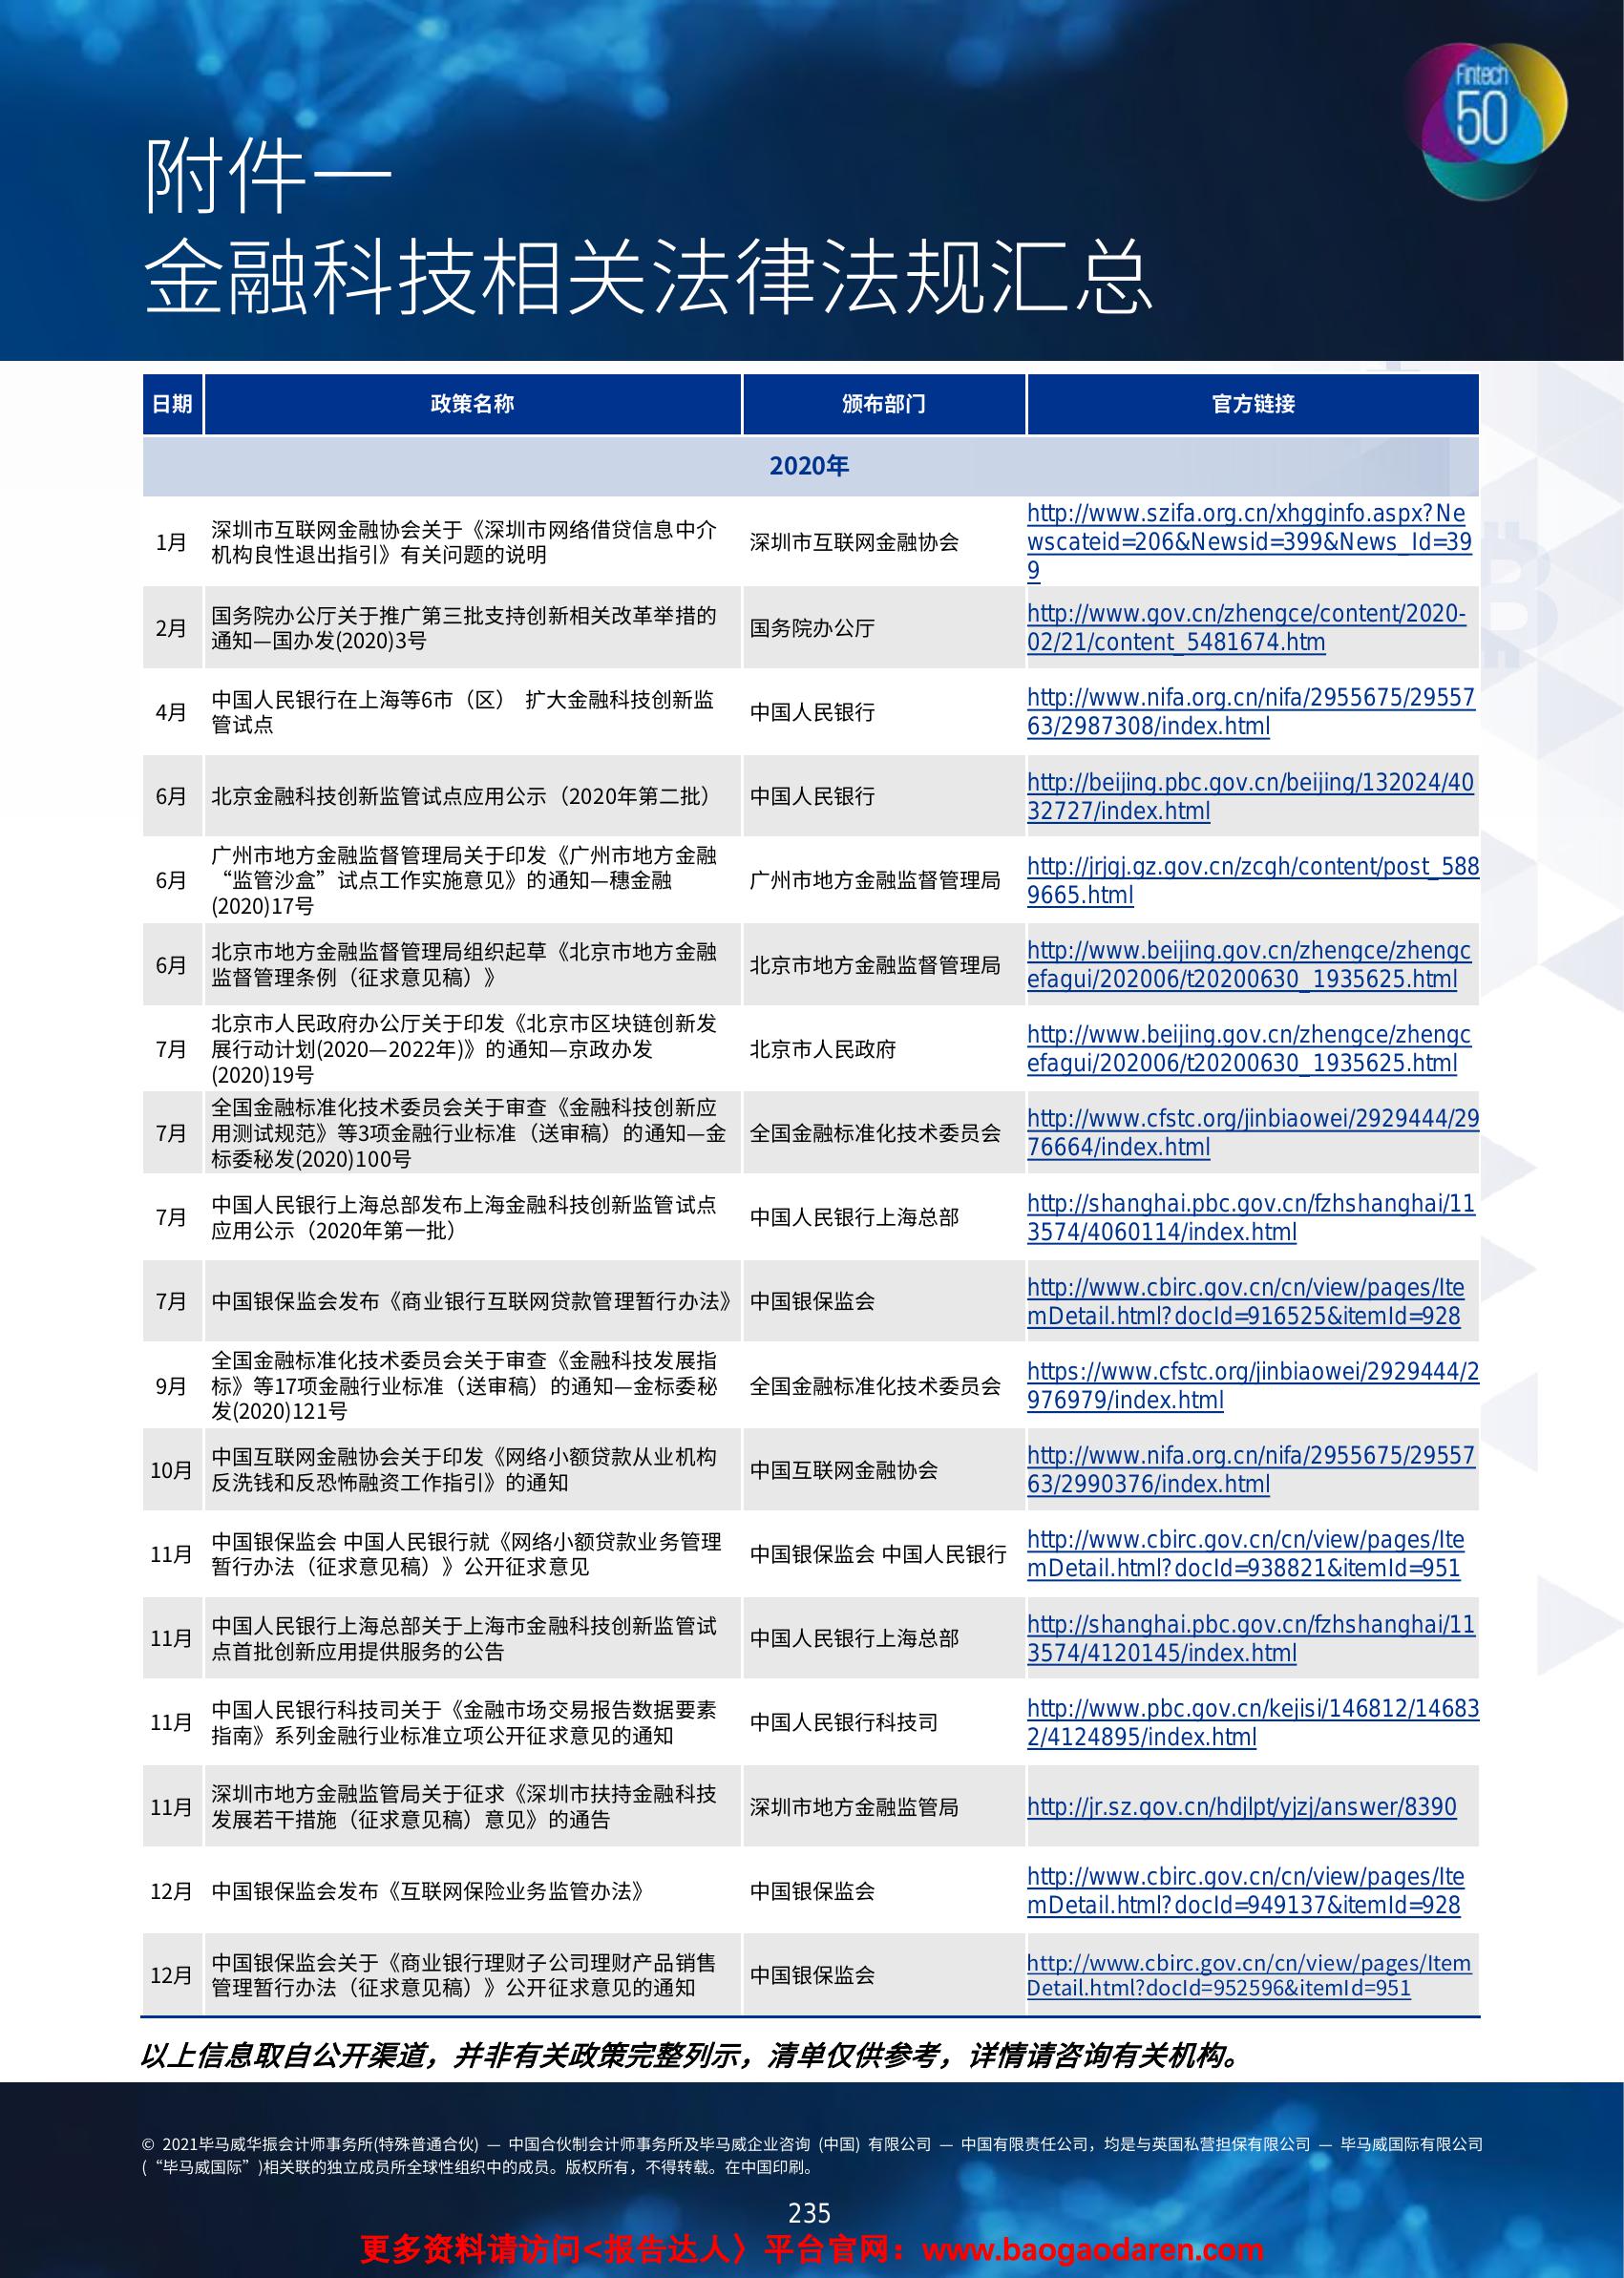 Fintech
50
附件一
金融科技相关法律法规汇总
日期 政策名称 颁布部门 官方链接
2020年
1月 深圳市互联网金融协会关于《深圳市网络借贷信息中介
机构良性退出指引》有关问题的说明
深圳市互联网金融协会
http://www.szifa.org.cn/xhgginfo.aspx?Ne
wscateid=206&Newsid=399&News_Id=39
9
2月 国务院办公厅关于推广第三批支持创新相关改革举措的
通知—国办发(2020)3号
国务院办公厅
http://www.gov.cn/zhengce/content/2020-
02/21/content_5481674.htm
4月 中国人民银行在上海等6市（区） 扩大金融科技创新监
管试点
中国人民银行
http://www.nifa.org.cn/nifa/2955675/29557
63/2987308/index.html
6月 北京金融科技创新监管试点应用公示（2020年第二批）
中国人民银行
http://beijing.pbc.gov.cn/beijing/132024/40
32727/index.html
6月 广州市地方金融监督管理局关于印发《广州市地方金融
“监管沙盒”试点工作实施意见》的通知—穗金融
(2020)17号
广州市地方金融监督管理局
http://jrjgj.gz.gov.cn/zcgh/content/post_588
9665.html
6月 北京市地方金融监督管理局组织起草《北京市地方金融
监督管理条例（征求意见稿）》
北京市地方金融监督管理局
http://www.beijing.gov.cn/zhengce/zhengc
efagui/202006/t20200630_1935625.html
7月 北京市人民政府办公厅关于印发《北京市区块链创新发
展行动计划(2020—2022年)》的通知—京政办发
(2020)19号
北京市人民政府
http://www.beijing.gov.cn/zhengce/zhengc
efagui/202006/t20200630_1935625.html
7月 全国金融标准化技术委员会关于审查《金融科技创新应
用测试规范》等3项金融行业标准（送审稿）的通知—金
标委秘发(2020)100号
全国金融标准化技术委员会
http://www.cfstc.org/jinbiaowei/2929444/29
76664/index.html
7月 中国人民银行上海总部发布上海金融科技创新监管试点
应用公示（2020年第一批）
中国人民银行上海总部
http://shanghai.pbc.gov.cn/fzhshanghai/11
3574/4060114/index.html
7月 中国银保监会发布《商业银行互联网贷款管理暂行办法》
中国银保监会
http://www.cbirc.gov.cn/cn/view/pages/Ite
mDetail.html?docId=916525&itemId=928
9月 全国金融标准化技术委员会关于审查《金融科技发展指
标》等17项金融行业标准（送审稿）的通知—金标委秘
发(2020)121号
全国金融标准化技术委员会
https://www.cfstc.org/jinbiaowei/2929444/2
976979/index.html
10月 中国互联网金融协会关于印发《网络小额贷款从业机构
反洗钱和反恐怖融资工作指引》的通知
中国互联网金融协会
http://www.nifa.org.cn/nifa/2955675/29557
63/2990376/index.html
11月 中国银保监会 中国人民银行就《网络小额贷款业务管理
暂行办法（征求意见稿）》公开征求意见
中国银保监会 中国人民银行
http://www.cbirc.gov.cn/cn/view/pages/Ite
mDetail.html?docId=938821&itemId=951
11月 中国人民银行上海总部关于上海市金融科技创新监管试
点首批创新应用提供服务的公告
中国人民银行上海总部
http://shanghai.pbc.gov.cn/fzhshanghai/11
3574/4120145/index.html
11月 中国人民银行科技司关于《金融市场交易报告数据要素
指南》系列金融行业标准立项公开征求意见的通知
中国人民银行科技司
http://www.pbc.gov.cn/kejisi/146812/14683
2/4124895/index.html
11月 深圳市地方金融监管局关于征求《深圳市扶持金融科技
发展若干措施（征求意见稿）意见》的通告
深圳市地方金融监管局
http://jr.sz.gov.cn/hdjlpt/yjzj/answer/8390
12月 中国银保监会发布《互联网保险业务监管办法》
中国银保监会
http://www.cbirc.gov.cn/cn/view/pages/Ite
mDetail.html?docId=949137&itemId=928
12月 中国银保监会关于《商业银行理财子公司理财产品销售
管理暂行办法（征求意见稿）》公开征求意见的通知
中国银保监会
http://www.cbirc.gov.cn/cn/view/pages/Item
Detail.html?docId=952596&itemId=951
以上信息取自公开渠道，并非有关政策完整列示，清单仅供参考，详情请咨询有关机构。
© 2021毕马威华振会计师事务所(特殊普通合伙) — 中国合伙制会计师事务所及毕马威企业咨询 (中国) 有限公司 — 中国有限责任公司，均是与英国私营担保有限公司 — 毕马威国际有限公司
(“毕马威国际”)相关联的独立成员所全球性组织中的成员。版权所有，不得转载。在中国印刷。
235
更多资料请访问<报告达人〉平台官网：www.baogaodaren.com